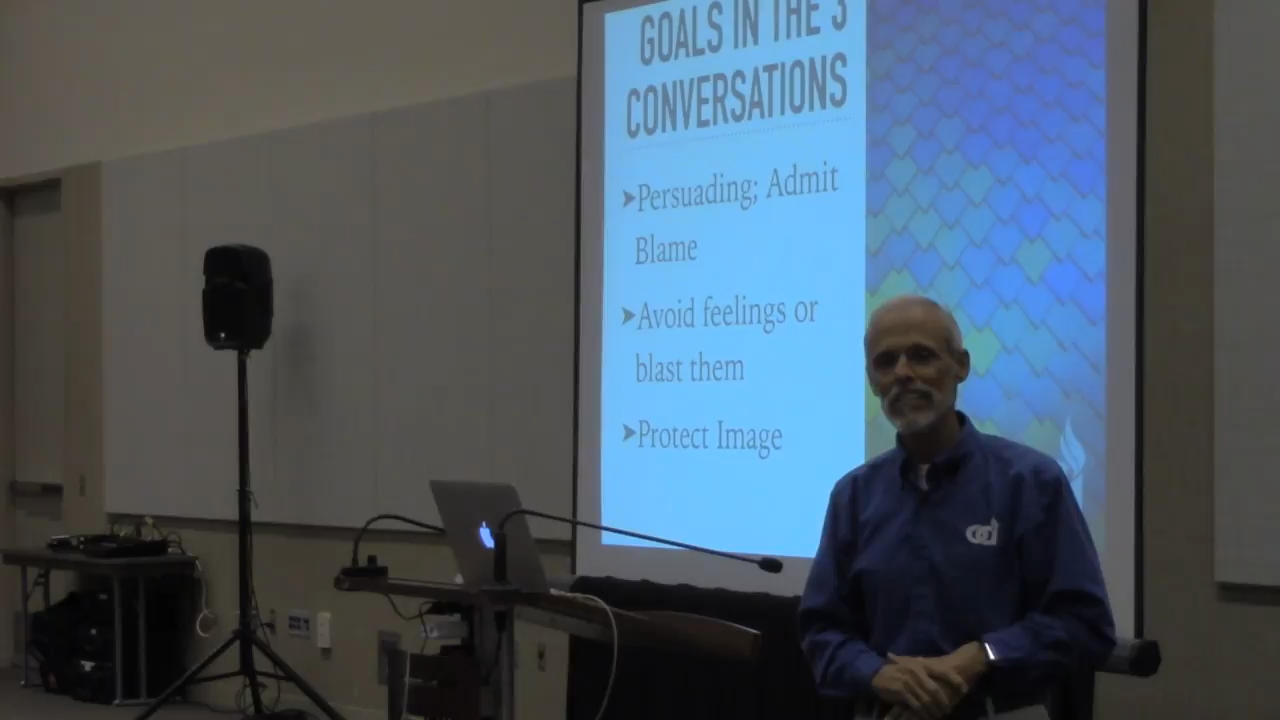 GOALS IN THE 3
CONVERSATIONS
➤Persuading; Admit
Blame
➤Avoid feelings or
blast them
➤Protect Image